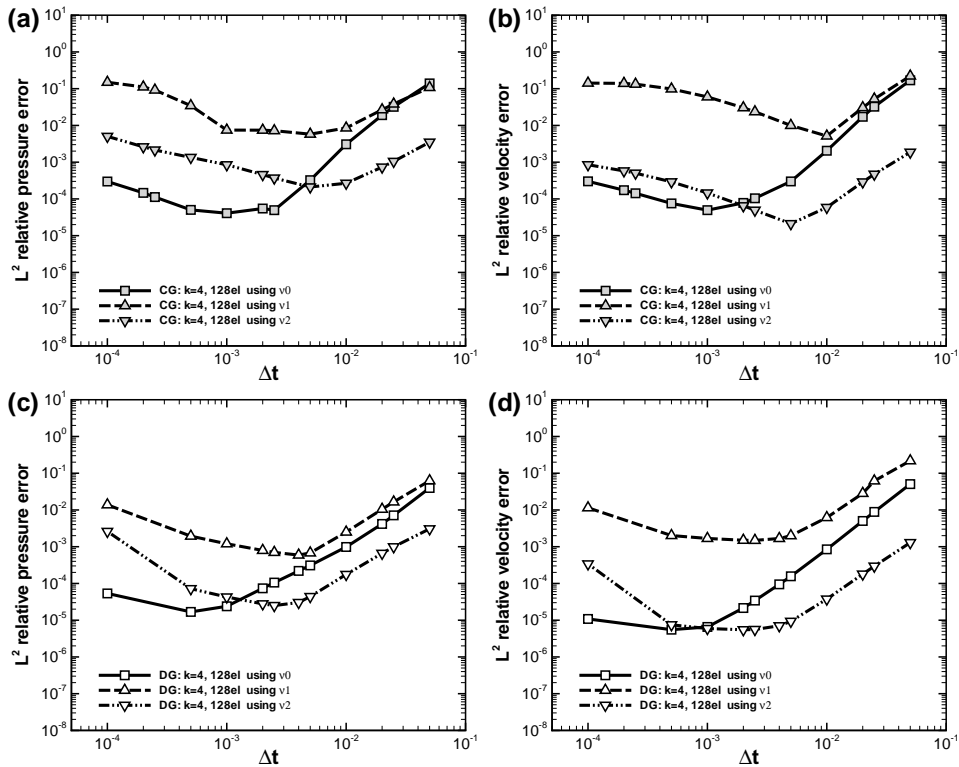 (a)
L² relative pressure error
10¹
10⁰
10⁻¹
10⁻²
10⁻³
10⁻⁴
10⁻⁵
10⁻⁶
10⁻⁷
10⁻⁸
CG: k=4, 128el using ν0
CG: k=4, 128el using ν1
CG: k=4, 128el using ν2
10⁻⁴ 10⁻³ 10⁻² 10⁻¹
Δt
(b)
L² relative velocity error
10¹
10⁰
10⁻¹
10⁻²
10⁻³
10⁻⁴
10⁻⁵
10⁻⁶
10⁻⁷
10⁻⁸
CG: k=4, 128el using ν0
CG: k=4, 128el using ν1
CG: k=4, 128el using ν2
10⁻⁴ 10⁻³ 10⁻² 10⁻¹
Δt
(c)
L² relative pressure error
10¹
10⁰
10⁻¹
10⁻²
10⁻³
10⁻⁴
10⁻⁵
10⁻⁶
10⁻⁷
10⁻⁸
DG: k=4, 128el using ν0
DG: k=4, 128el using ν1
DG: k=4, 128el using ν2
10⁻⁴ 10⁻³ 10⁻² 10⁻¹
Δt
(d)
L² relative velocity error
10¹
10⁰
10⁻¹
10⁻²
10⁻³
10⁻⁴
10⁻⁵
10⁻⁶
10⁻⁷
10⁻⁸
DG: k=4, 128el using ν0
DG: k=4, 128el using ν1
DG: k=4, 128el using ν2
10⁻⁴ 10⁻³ 10⁻² 10⁻¹
Δt